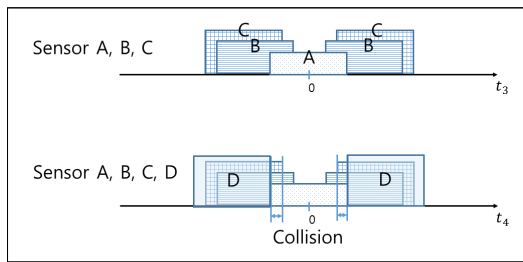 C C
Sensor A, B, C B B
A
0
t₃
Sensor A, B, C, D D D
0
t₄
Collision